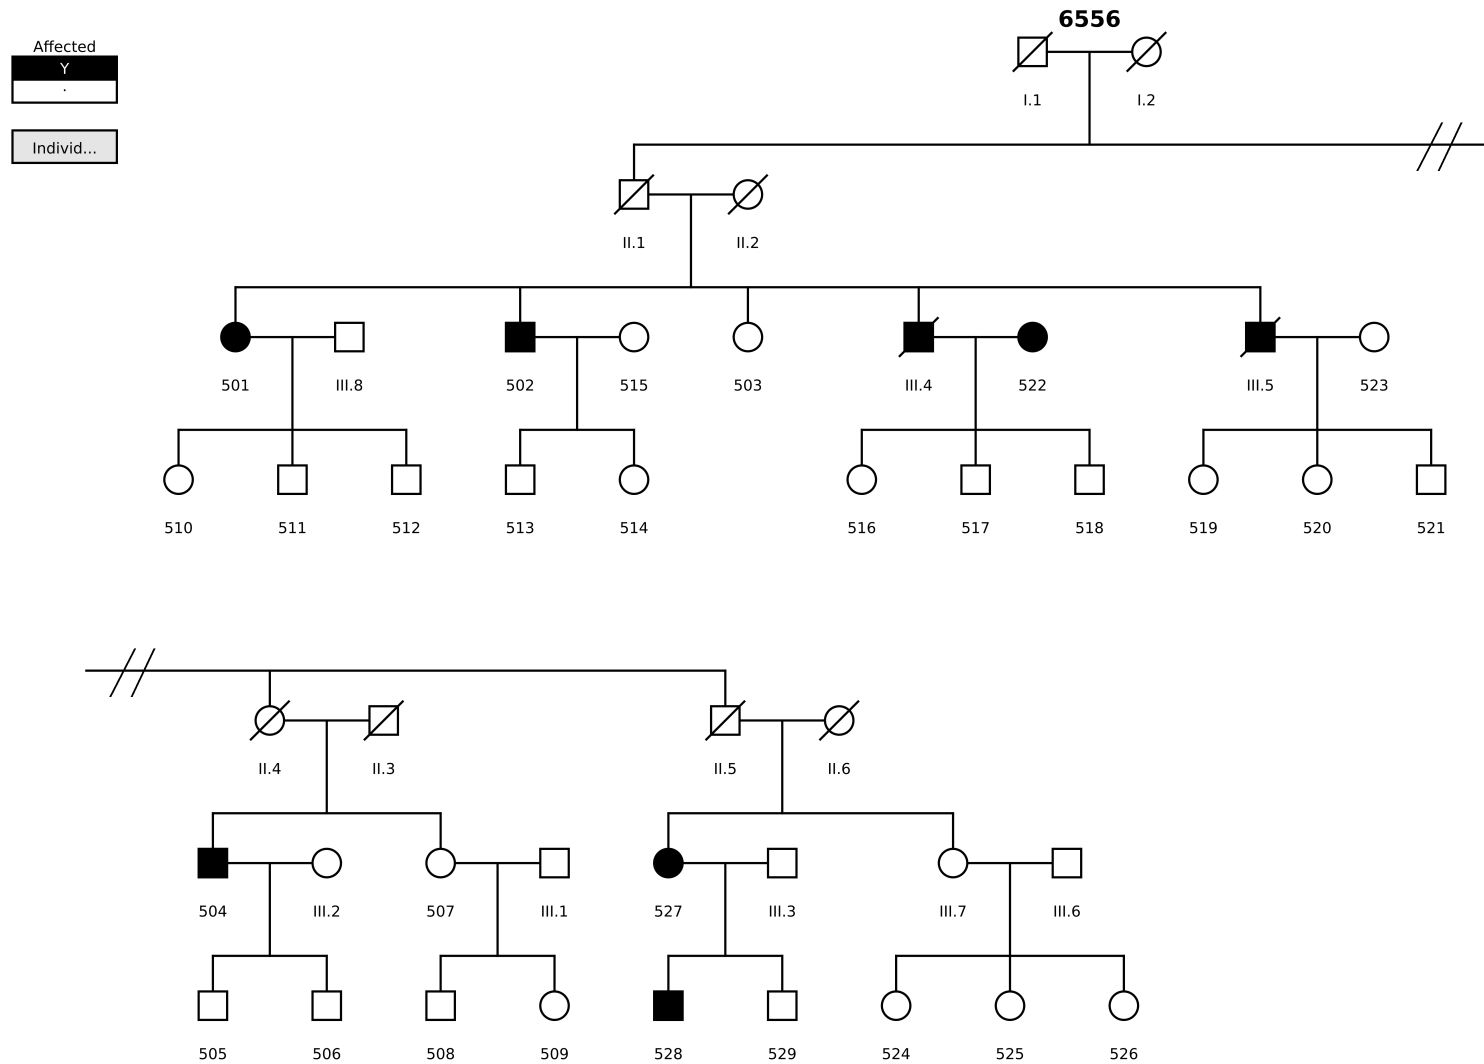 6556
Affected
Y
.
Individ...
I.1 I.2
II.1 II.2
501 III.8 502 515 503 III.4 522 III.5 523
510 511 512 513 514 516 517 518 519 520 521
II.4 II.3 II.5 II.6
504 III.2 507 III.1 527 III.3 III.7 III.6
505 506 508 509 528 529 524 525 526